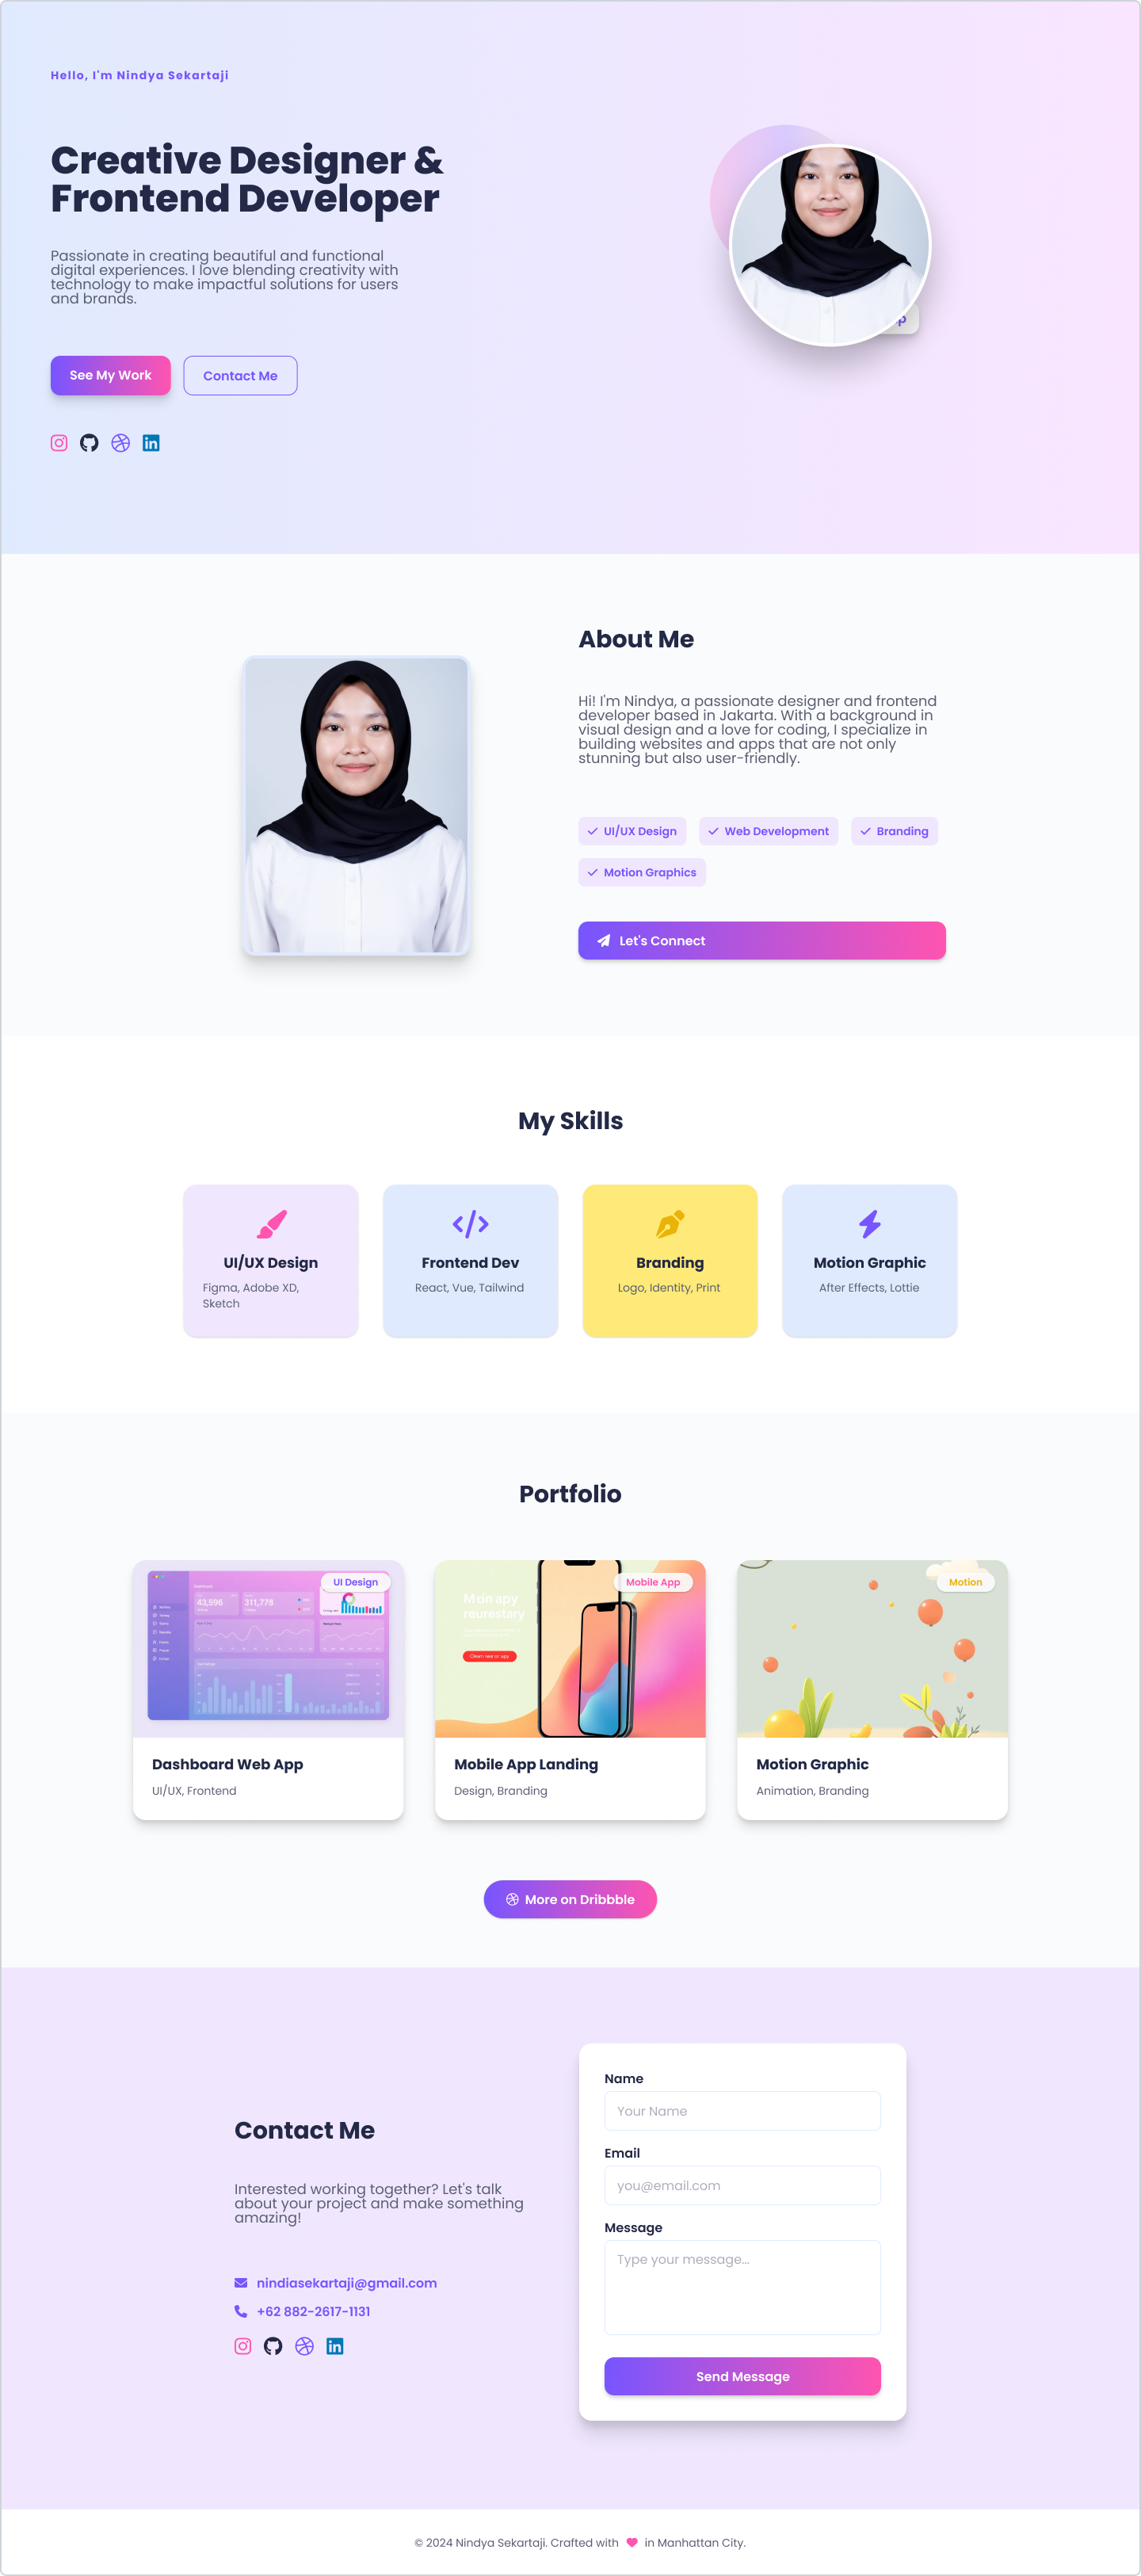 Hello, I'm Nindya Sekartaji
Creative Designer &
Frontend Developer
Passionate in creating beautiful and functional
digital experiences. I love blending creativity with
technology to make impactful solutions for users
and brands.
See My Work
Contact Me
About Me
Hi! I'm Nindya, a passionate designer and frontend
developer based in Jakarta. With a background in
visual design and a love for coding, I specialize in
building websites and apps that are not only
stunning but also user-friendly.
UI/UX Design
Web Development
Branding
Motion Graphics
Let's Connect
My Skills
UI/UX Design
Figma, Adobe XD,
Sketch
Frontend Dev
React, Vue, Tailwind
Branding
Logo, Identity, Print
Motion Graphic
After Effects, Lottie
Portfolio
UI Design
43,596
311,778
Dashboard Web App
UI/UX, Frontend
Mobile App
reurestary
Mobile App Landing
Design, Branding
Motion
Motion Graphic
Animation, Branding
More on Dribbble
Contact Me
Interested working together? Let's talk
about your project and make something
amazing!
nindiasekartaji@gmail.com
+62 882-2617-1131
Name
Your Name
Email
you@email.com
Message
Type your message...
Send Message
© 2024 Nindya Sekartaji. Crafted with
in Manhattan City.